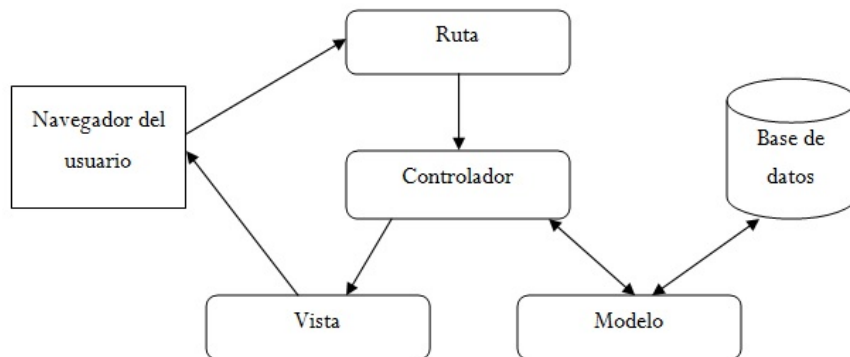 Ruta
Navegador del
usuario
Controlador
Base de
datos
Vista
Modelo